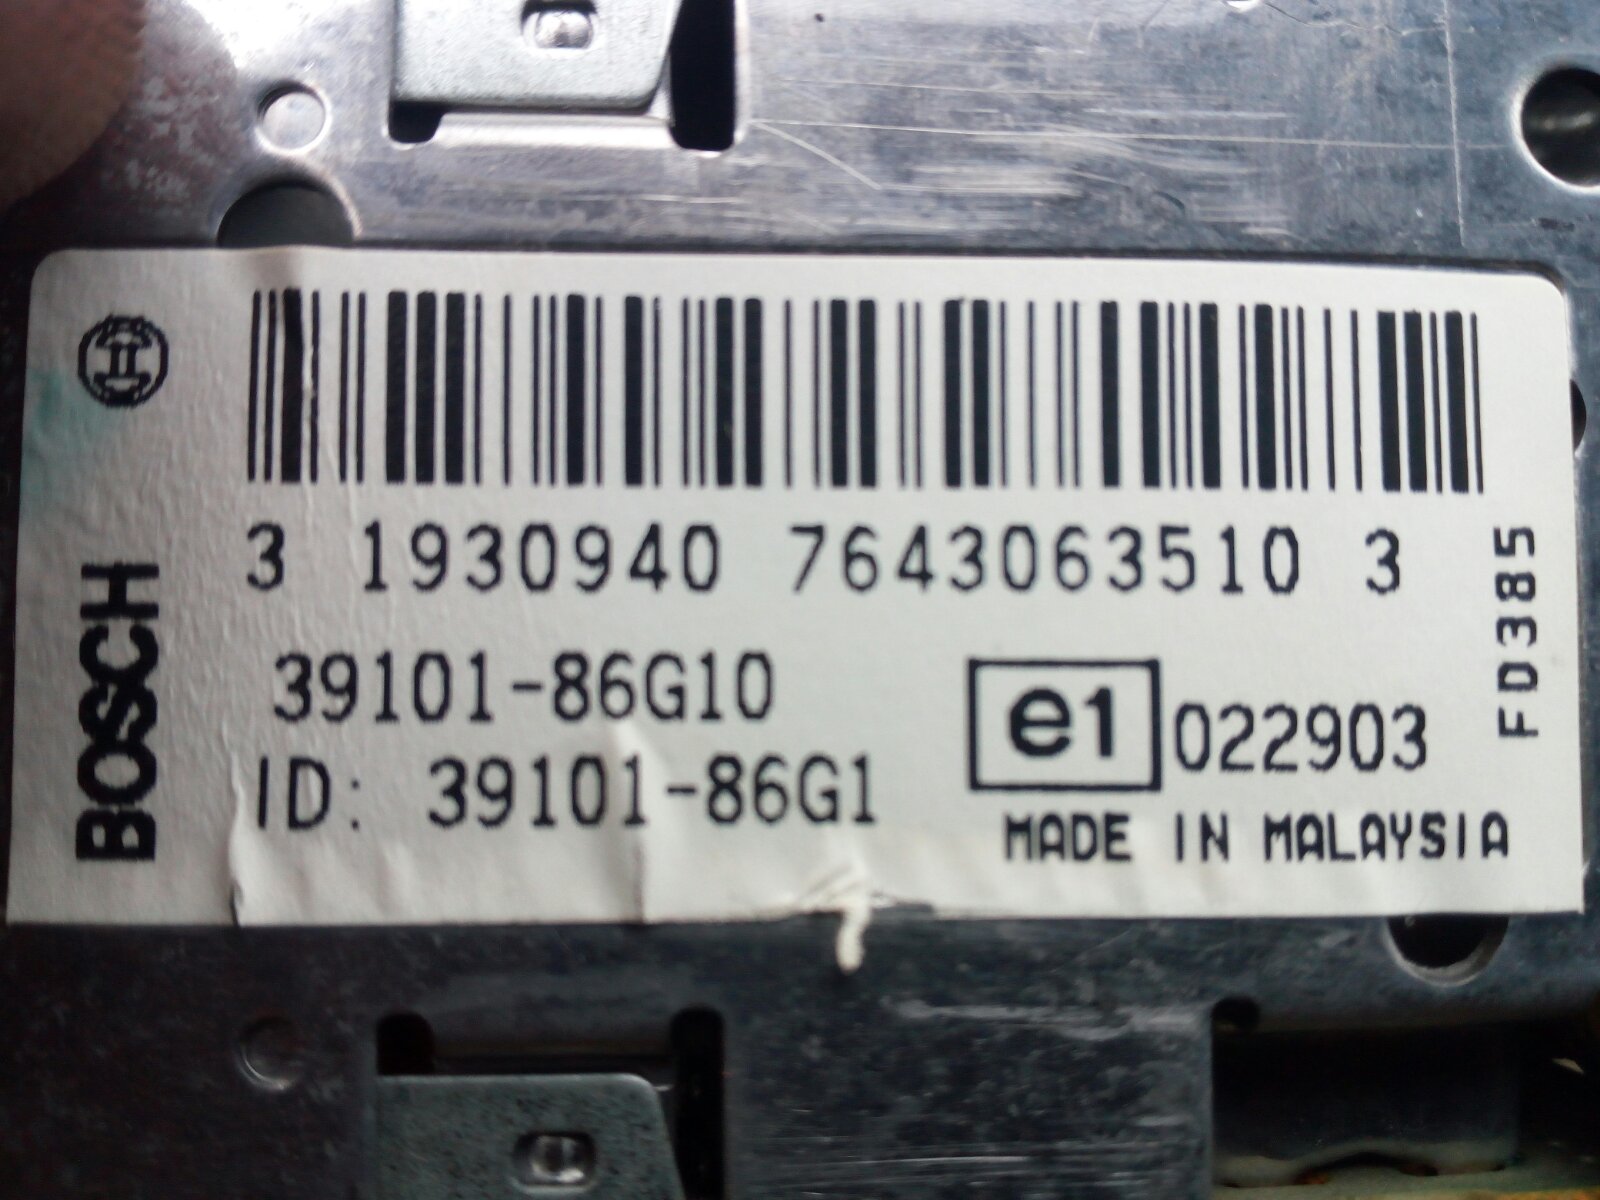 BOSCH
3 1930940 7643063510 3
39101-86G10
ID: 39101-86G1
e1 022903
MADE IN MALAYSIA
FD385